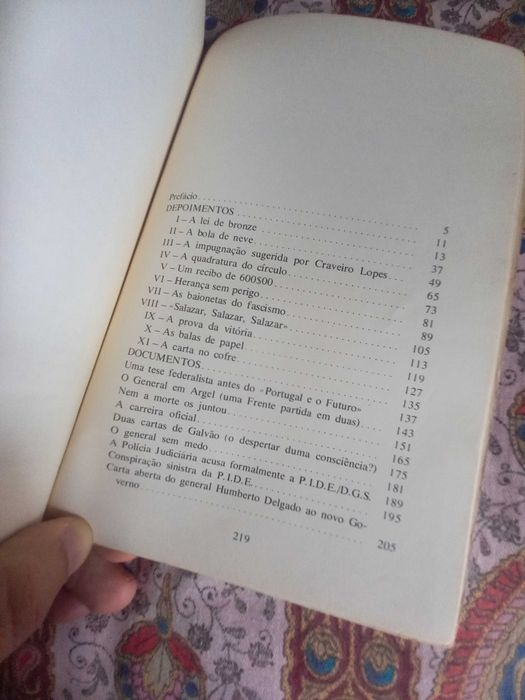 Prefácio 5
DEPOIMENTOS 11
I – A lei de bronze 13
II – A bola de neve 37
III – A impugnação sugerida por Craveiro Lopes 49
IV – A quadratura do círculo 65
V – Um recibo de 600$00 73
VI – Herança sem perigo 81
VII – As baionetas do fascismo 89
VIII – «Salazar, Salazar, Salazar» 105
IX – A prova da vitória 113
X – As balas de papel 119
XI – A carta no cofre 127
DOCUMENTOS 135
Uma tese federalista antes do «Portugal e o Futuro» 137
O General em Argel (uma Frente partida em duas) 143
Nem a morte os juntou 151
A carreira oficial 165
Duas cartas de Galvão (o despertar duma consciência?) 175
O general sem medo 181
A Polícia Judiciária acusa formalmente a P.I.D.E./D.G.S. 189
Conspiração sinistra da P.I.D.E. 195
Carta aberta do general Humberto Delgado ao novo Go-
verno 205
219